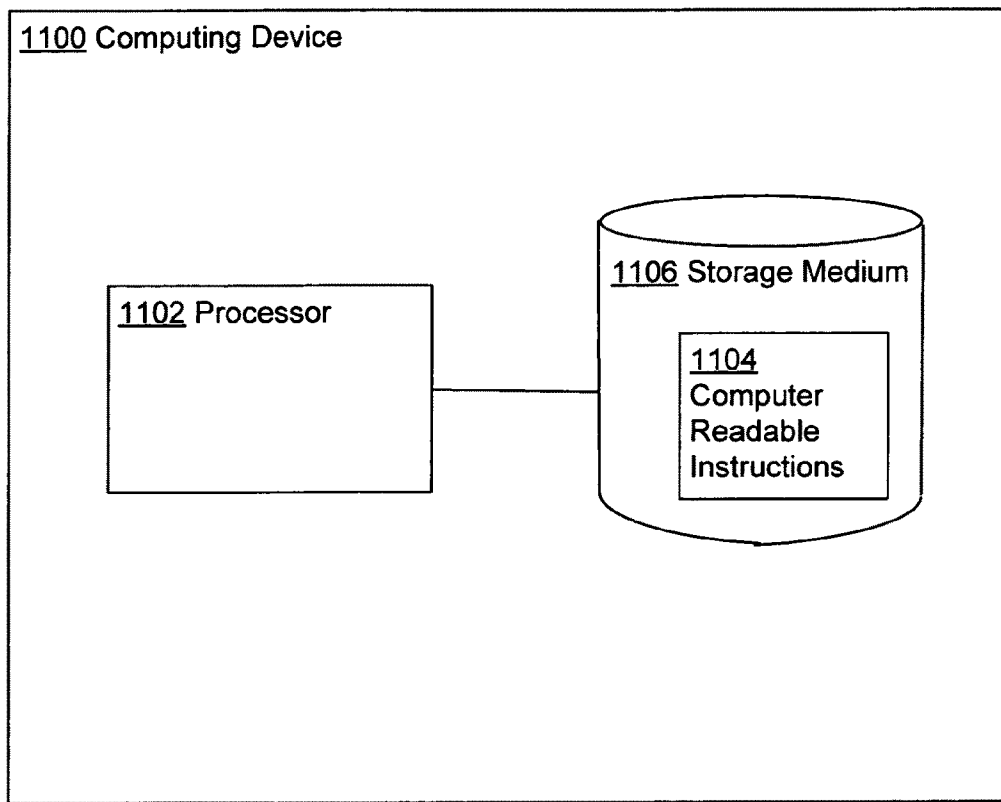 1100 Computing Device
1106 Storage Medium
1102 Processor
1104
Computer
Readable
Instructions